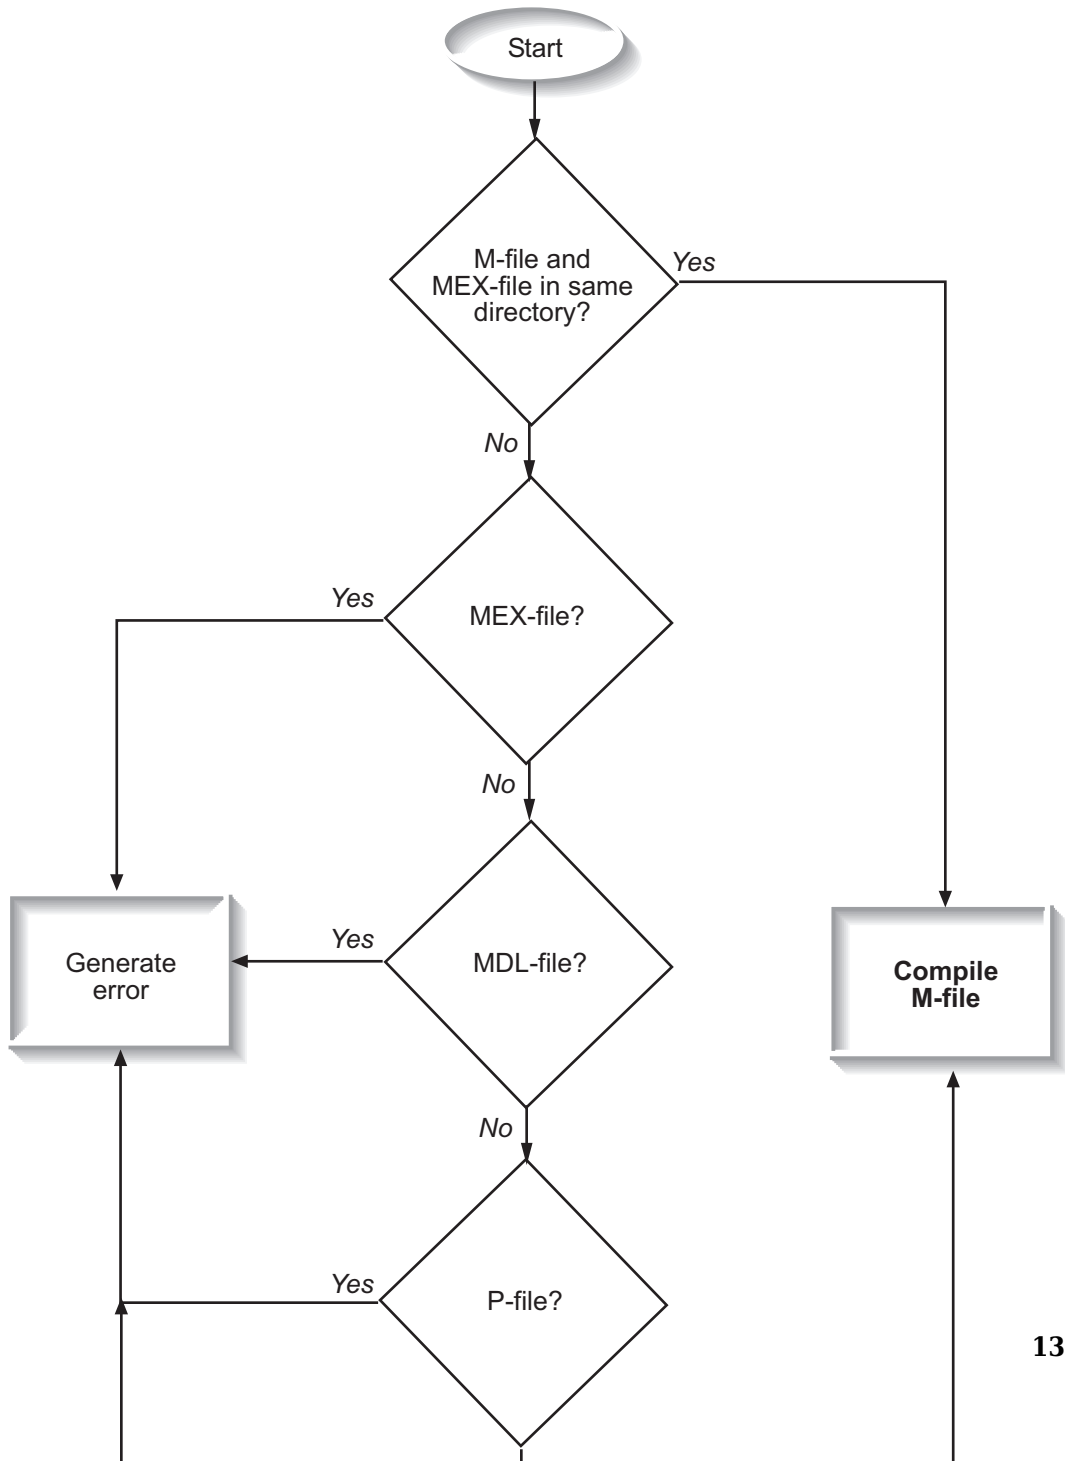 Start
M-file and
MEX-file in same
directory?
Yes
No
Yes
MEX-file?
No
Generate
error
Yes
MDL-file?
Compile
M-file
No
Yes
P-file?
13